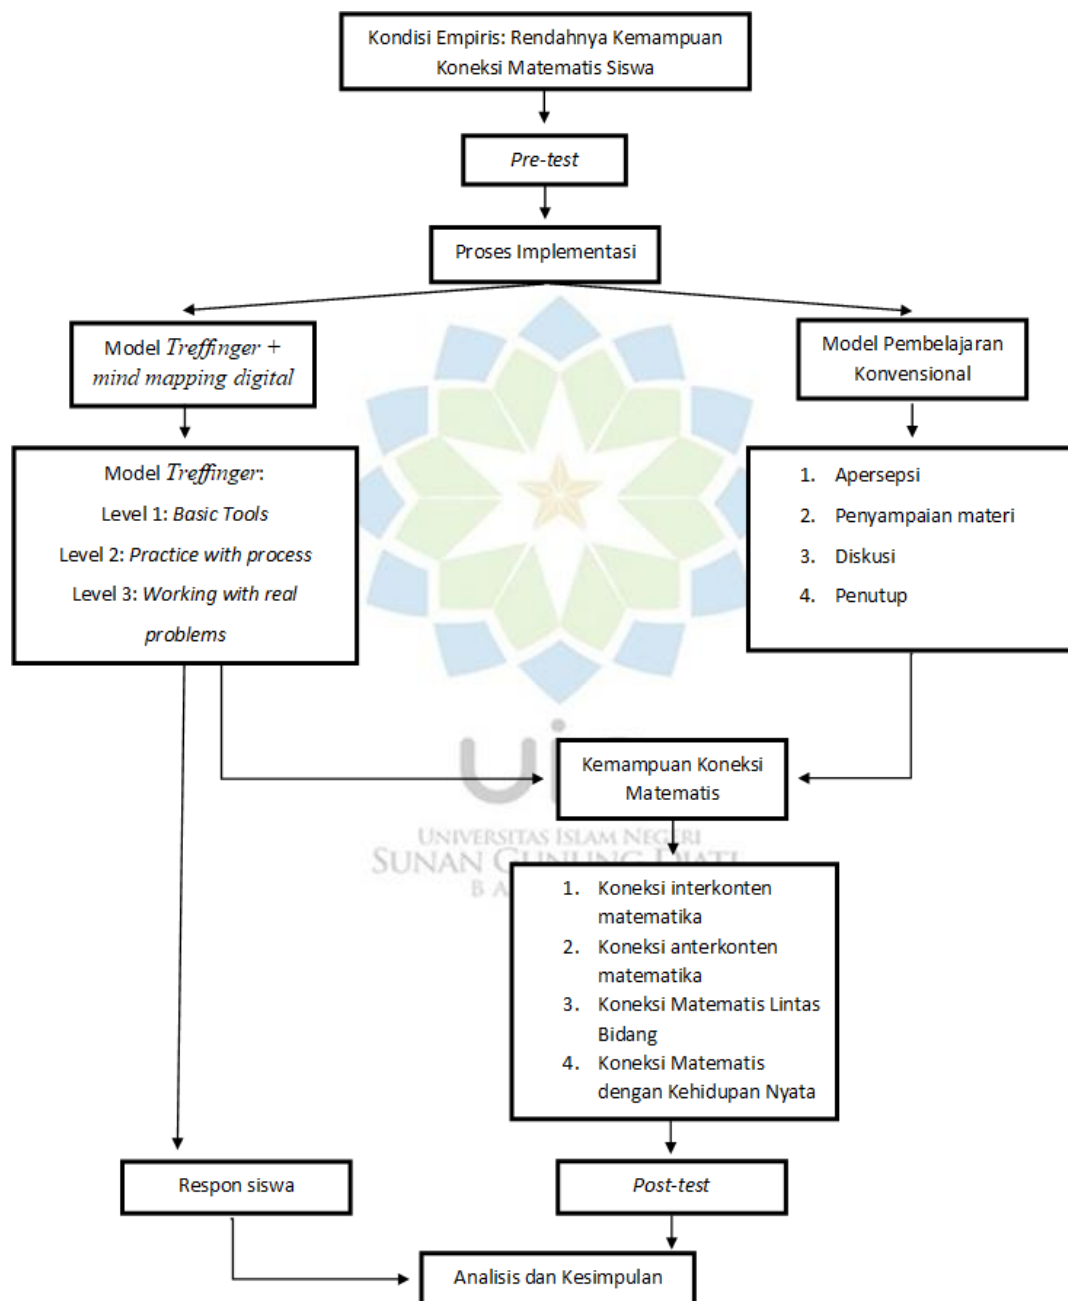 Kondisi Empiris: Rendahnya Kemampuan
Koneksi Matematis Siswa
Pre-test
Proses Implementasi
Model Treffinger +
mind mapping digital
Model Pembelajaran
Konvensional
Model Treffinger:
Level 1: Basic Tools
Level 2: Practice with process
Level 3: Working with real
problems
1. Apersepsi
2. Penyampaian materi
3. Diskusi
4. Penutup
Kemampuan Koneksi
Matematis
UNIVERSITAS ISLAM NEGERI
SUNAN GUNUNG DJATI
1. Koneksi interkonten
matematika
2. Koneksi anterkonten
matematika
3. Koneksi Matematis Lintas
Bidang
4. Koneksi Matematis
dengan Kehidupan Nyata
Respon siswa
Post-test
Analisis dan Kesimpulan